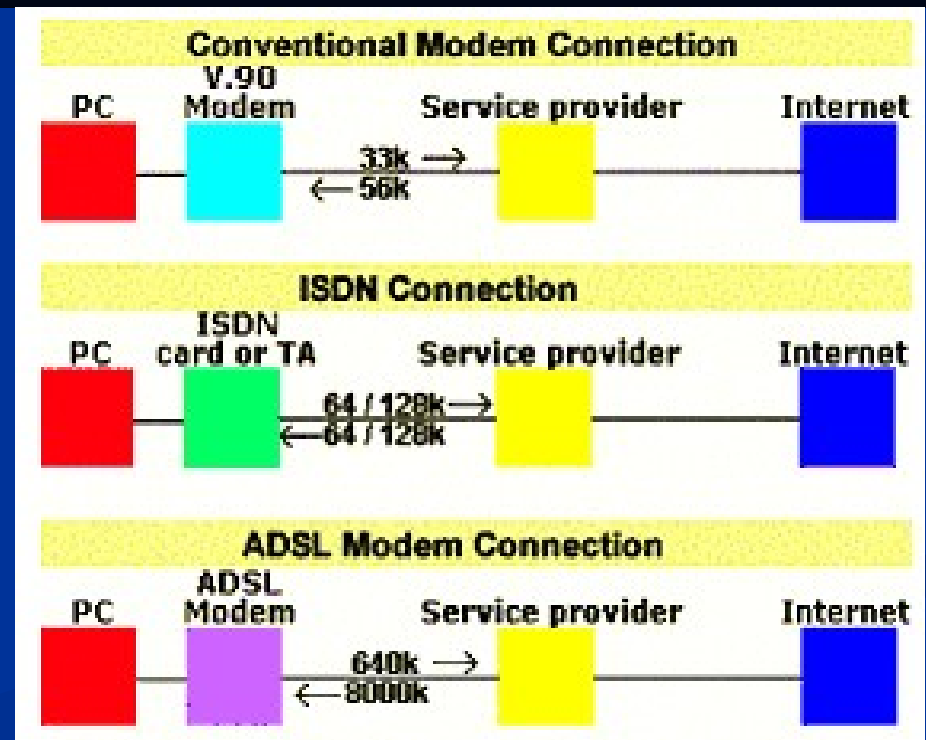 Conventional Modem Connection
V.90
PC Modem Service provider Internet
33k →
← 56k
ISDN Connection
ISDN
PC card or TA Service provider Internet
64 / 128k →
← 64 / 128k
ADSL Modem Connection
ADSL
PC Modem Service provider Internet
640k →
← 8000k